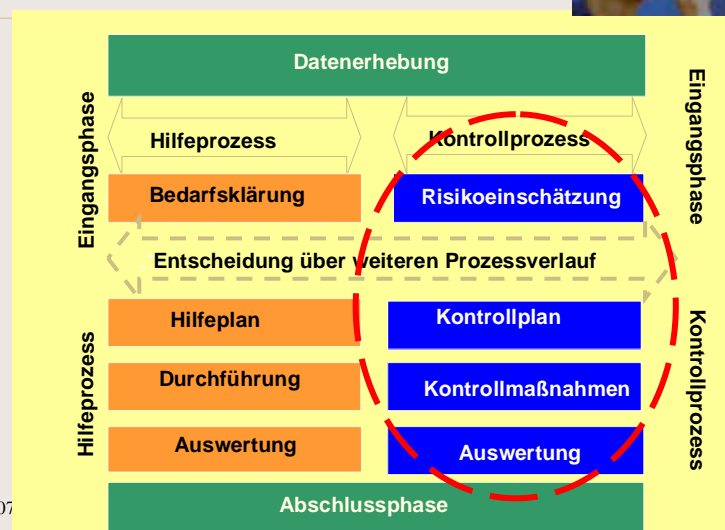 Datenerhebung
Eingangsphase
Eingangsphase
Hilfeprozess
Kontrollprozess
Bedarfsklärung
Risikoeinschätzung
Entscheidung über weiteren Prozessverlauf
Hilfeprozess
Kontrollprozess
Hilfeplan
Kontrollplan
Durchführung
Kontrollmaßnahmen
Auswertung
Auswertung
Abschlussphase